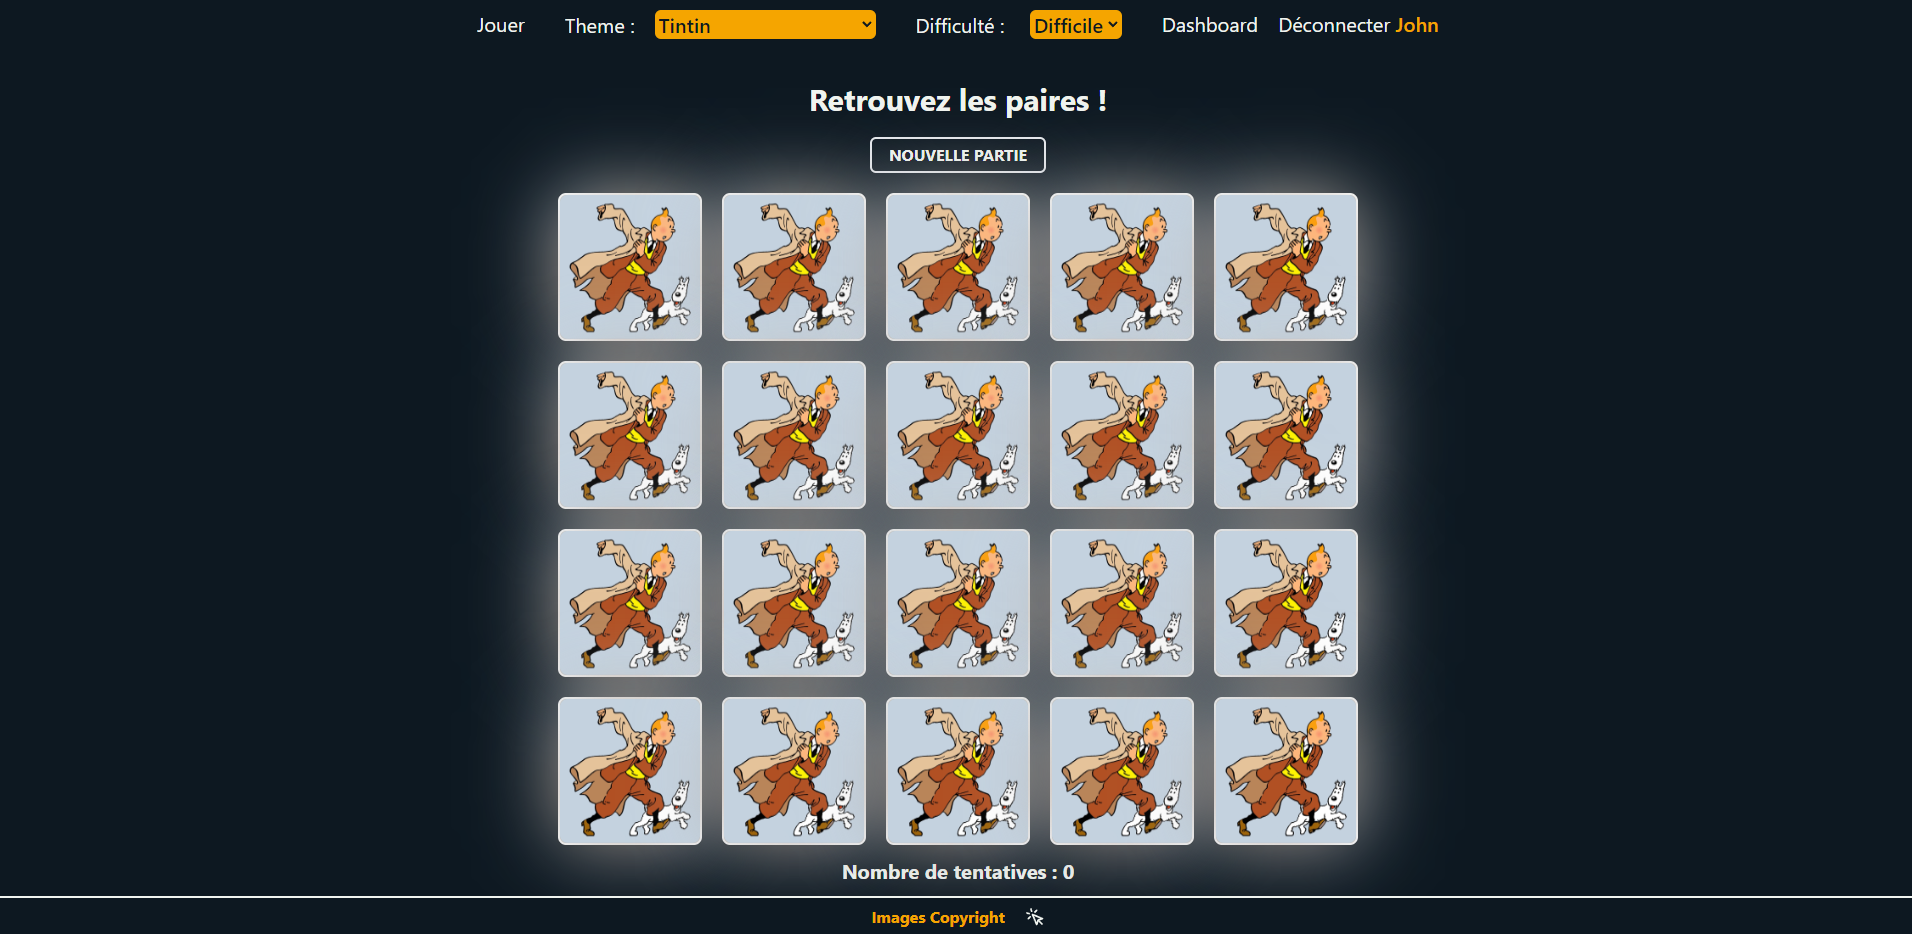 Jouer Theme : Tintin Difficulté : Difficile Dashboard Déconnecter John
Retrouvez les paires !
NOUVELLE PARTIE
Nombre de tentatives : 0
Images Copyright